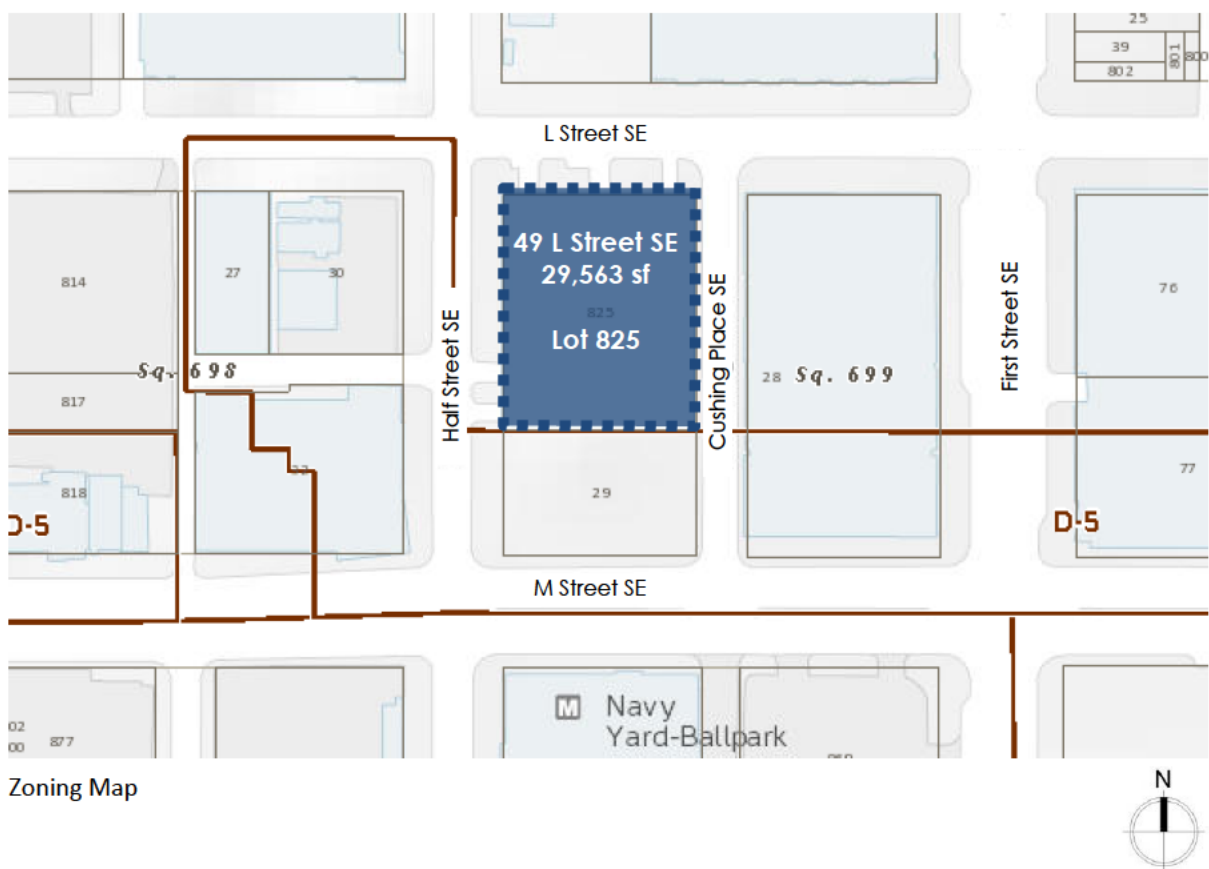 25
39
801
800
802
L Street SE
49 L Street SE
29,563 sf
825
Lot 825
814
27
30
76
Half Street SE
Cushing Place SE
First Street SE
Sq. 698
28 Sq. 699
817
818
29
77
D-5
D-5
M Street SE
M Navy
Yard-Ballpark
02
00
877
Zoning Map
N